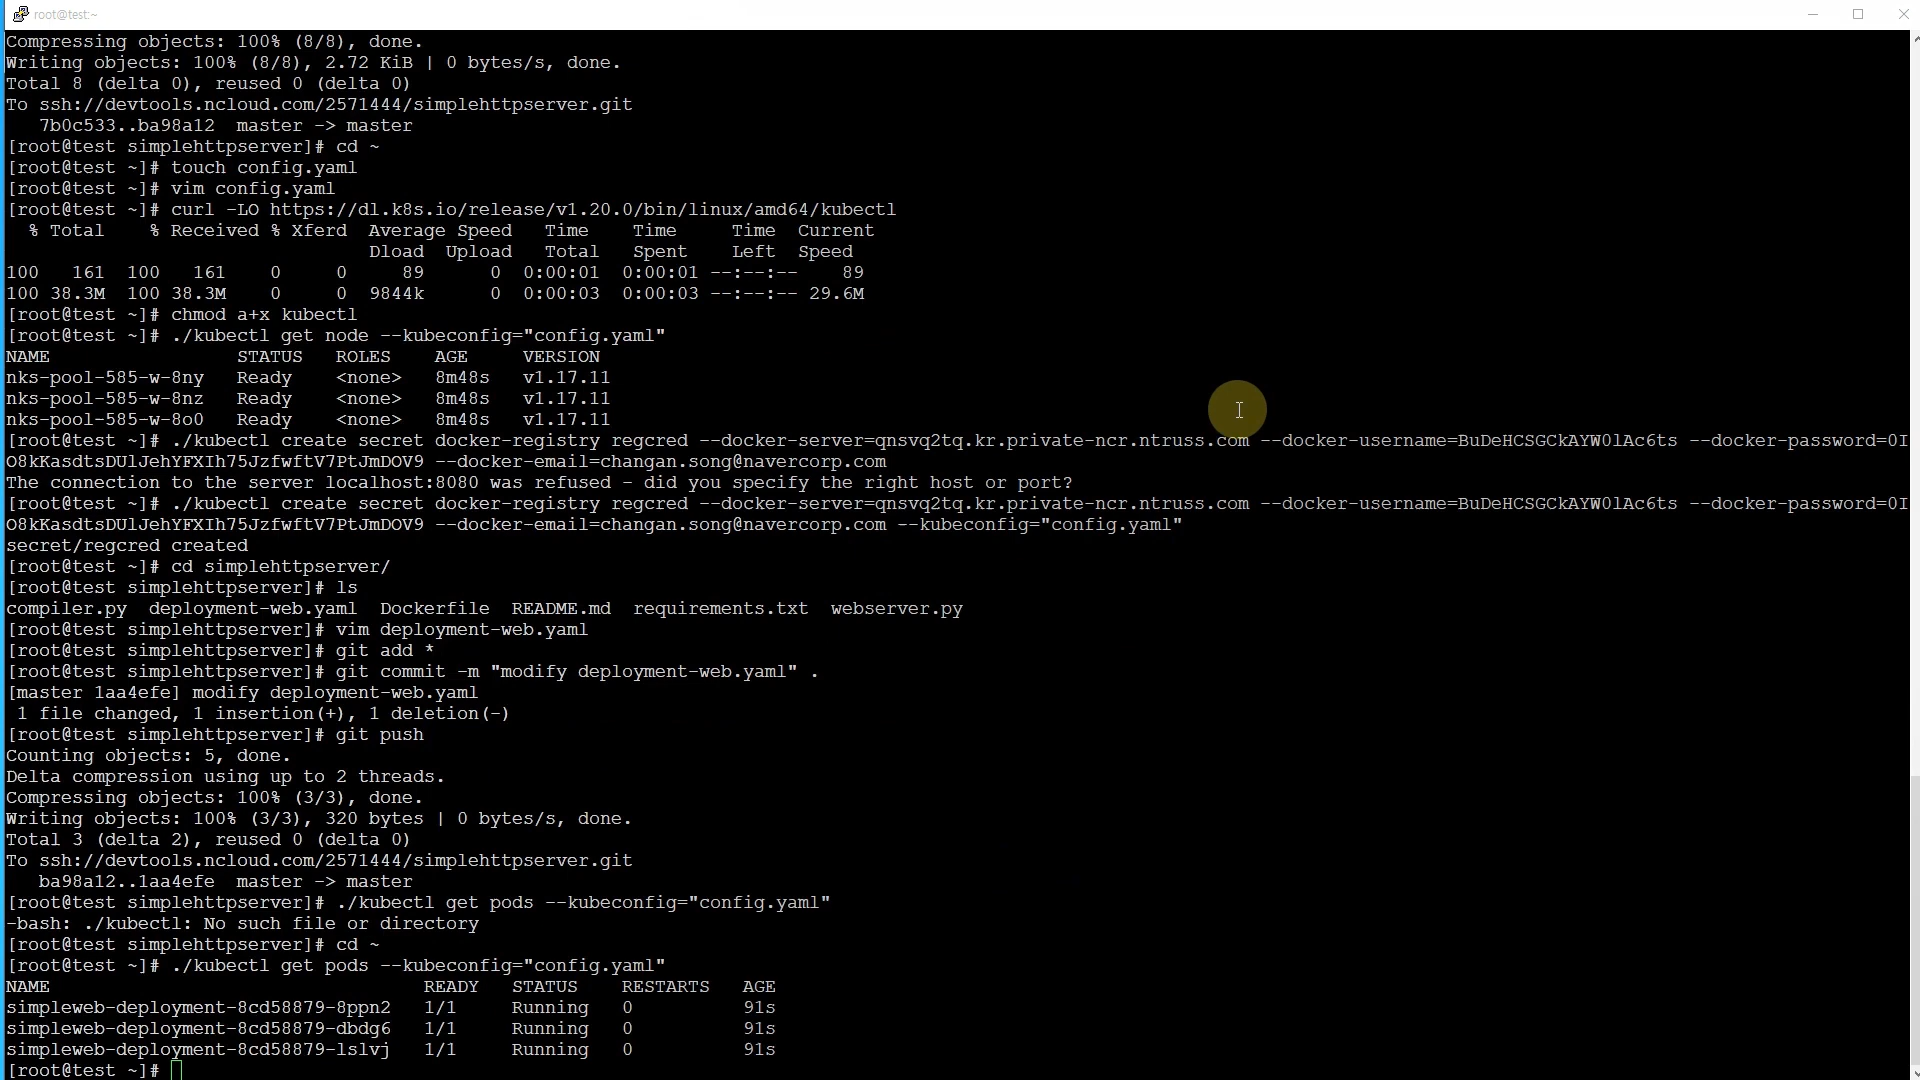 root@test:~
Compressing objects: 100% (8/8), done.
Writing objects: 100% (8/8), 2.72 KiB | 0 bytes/s, done.
Total 8 (delta 0), reused 0 (delta 0)
To ssh://devtools.ncloud.com/2571444/simplehttpserver.git
   7b0c533..ba98a12  master -> master
[root@test simplehttpserver]# cd ~
[root@test ~]# touch config.yaml
[root@test ~]# vim config.yaml
[root@test ~]# curl -LO https://dl.k8s.io/release/v1.20.0/bin/linux/amd64/kubectl
  % Total    % Received % Xferd  Average Speed   Time    Time     Time  Current
                                 Dload  Upload   Total   Spent    Left  Speed
100   161  100   161    0     0     89      0  0:00:01  0:00:01 --:--:--    89
100 38.3M  100 38.3M    0     0  9844k      0  0:00:03  0:00:03 --:--:-- 29.6M
[root@test ~]# chmod a+x kubectl
[root@test ~]# ./kubectl get node --kubeconfig="config.yaml"
NAME                 STATUS   ROLES    AGE     VERSION
nks-pool-585-w-8ny   Ready    <none>   8m48s   v1.17.11
nks-pool-585-w-8nz   Ready    <none>   8m48s   v1.17.11
nks-pool-585-w-8o0   Ready    <none>   8m48s   v1.17.11
[root@test ~]# ./kubectl create secret docker-registry regcred --docker-server=qnsvq2tq.kr.private-ncr.ntruss.com --docker-username=BuDeHCSGCkAYW0lAc6ts --docker-password=0I
O8kKasdtsDUlJehYFXIh75JzfwftV7PtJmDOV9 --docker-email=changan.song@navercorp.com
The connection to the server localhost:8080 was refused - did you specify the right host or port?
[root@test ~]# ./kubectl create secret docker-registry regcred --docker-server=qnsvq2tq.kr.private-ncr.ntruss.com --docker-username=BuDeHCSGCkAYW0lAc6ts --docker-password=0I
O8kKasdtsDUlJehYFXIh75JzfwftV7PtJmDOV9 --docker-email=changan.song@navercorp.com --kubeconfig="config.yaml"
secret/regcred created
[root@test ~]# cd simplehttpserver/
[root@test simplehttpserver]# ls
compiler.py  deployment-web.yaml  Dockerfile  README.md  requirements.txt  webserver.py
[root@test simplehttpserver]# vim deployment-web.yaml
[root@test simplehttpserver]# git add *
[root@test simplehttpserver]# git commit -m "modify deployment-web.yaml" .
[master 1aa4efe] modify deployment-web.yaml
 1 file changed, 1 insertion(+), 1 deletion(-)
[root@test simplehttpserver]# git push
Counting objects: 5, done.
Delta compression using up to 2 threads.
Compressing objects: 100% (3/3), done.
Writing objects: 100% (3/3), 320 bytes | 0 bytes/s, done.
Total 3 (delta 2), reused 0 (delta 0)
To ssh://devtools.ncloud.com/2571444/simplehttpserver.git
   ba98a12..1aa4efe  master -> master
[root@test simplehttpserver]# ./kubectl get pods --kubeconfig="config.yaml"
-bash: ./kubectl: No such file or directory
[root@test simplehttpserver]# cd ~
[root@test ~]# ./kubectl get pods --kubeconfig="config.yaml"
NAME                                  READY   STATUS    RESTARTS   AGE
simpleweb-deployment-8cd58879-8ppn2   1/1     Running   0          91s
simpleweb-deployment-8cd58879-dbdg6   1/1     Running   0          91s
simpleweb-deployment-8cd58879-lslvj   1/1     Running   0          91s
[root@test ~]#